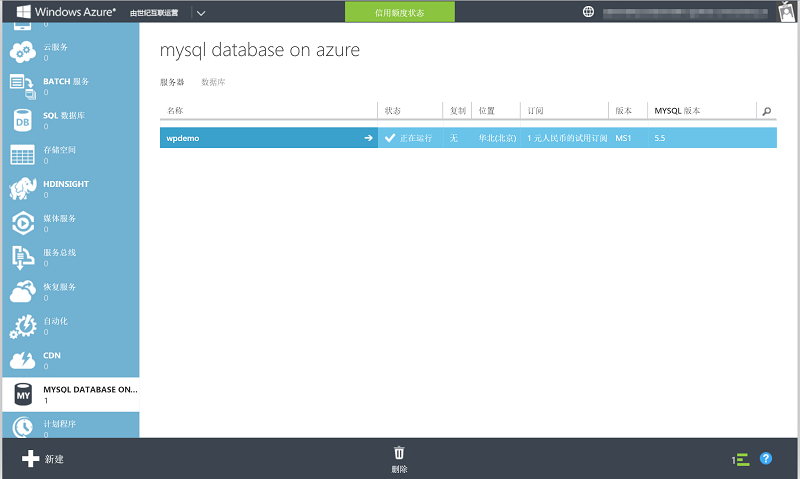 Windows Azure* 由世纪互联运营
信用额度状态
0
云服务
0
BATCH 服务
0
SQL 数据库
0
存储空间
0
HDINSIGHT
0
媒体服务
0
服务总线
0
恢复服务
0
自动化
0
CDN
0
MYSQL DATABASE ON...
1
计划程序
0
mysql database on azure
服务器 数据库
名称 状态 复制 位置 订阅 版本 MYSQL 版本
wpdemo 正在运行 无 华北(北京) 1 元人民币的试用订阅 MS1 5.5
DB
MY
新建
删除
1
?